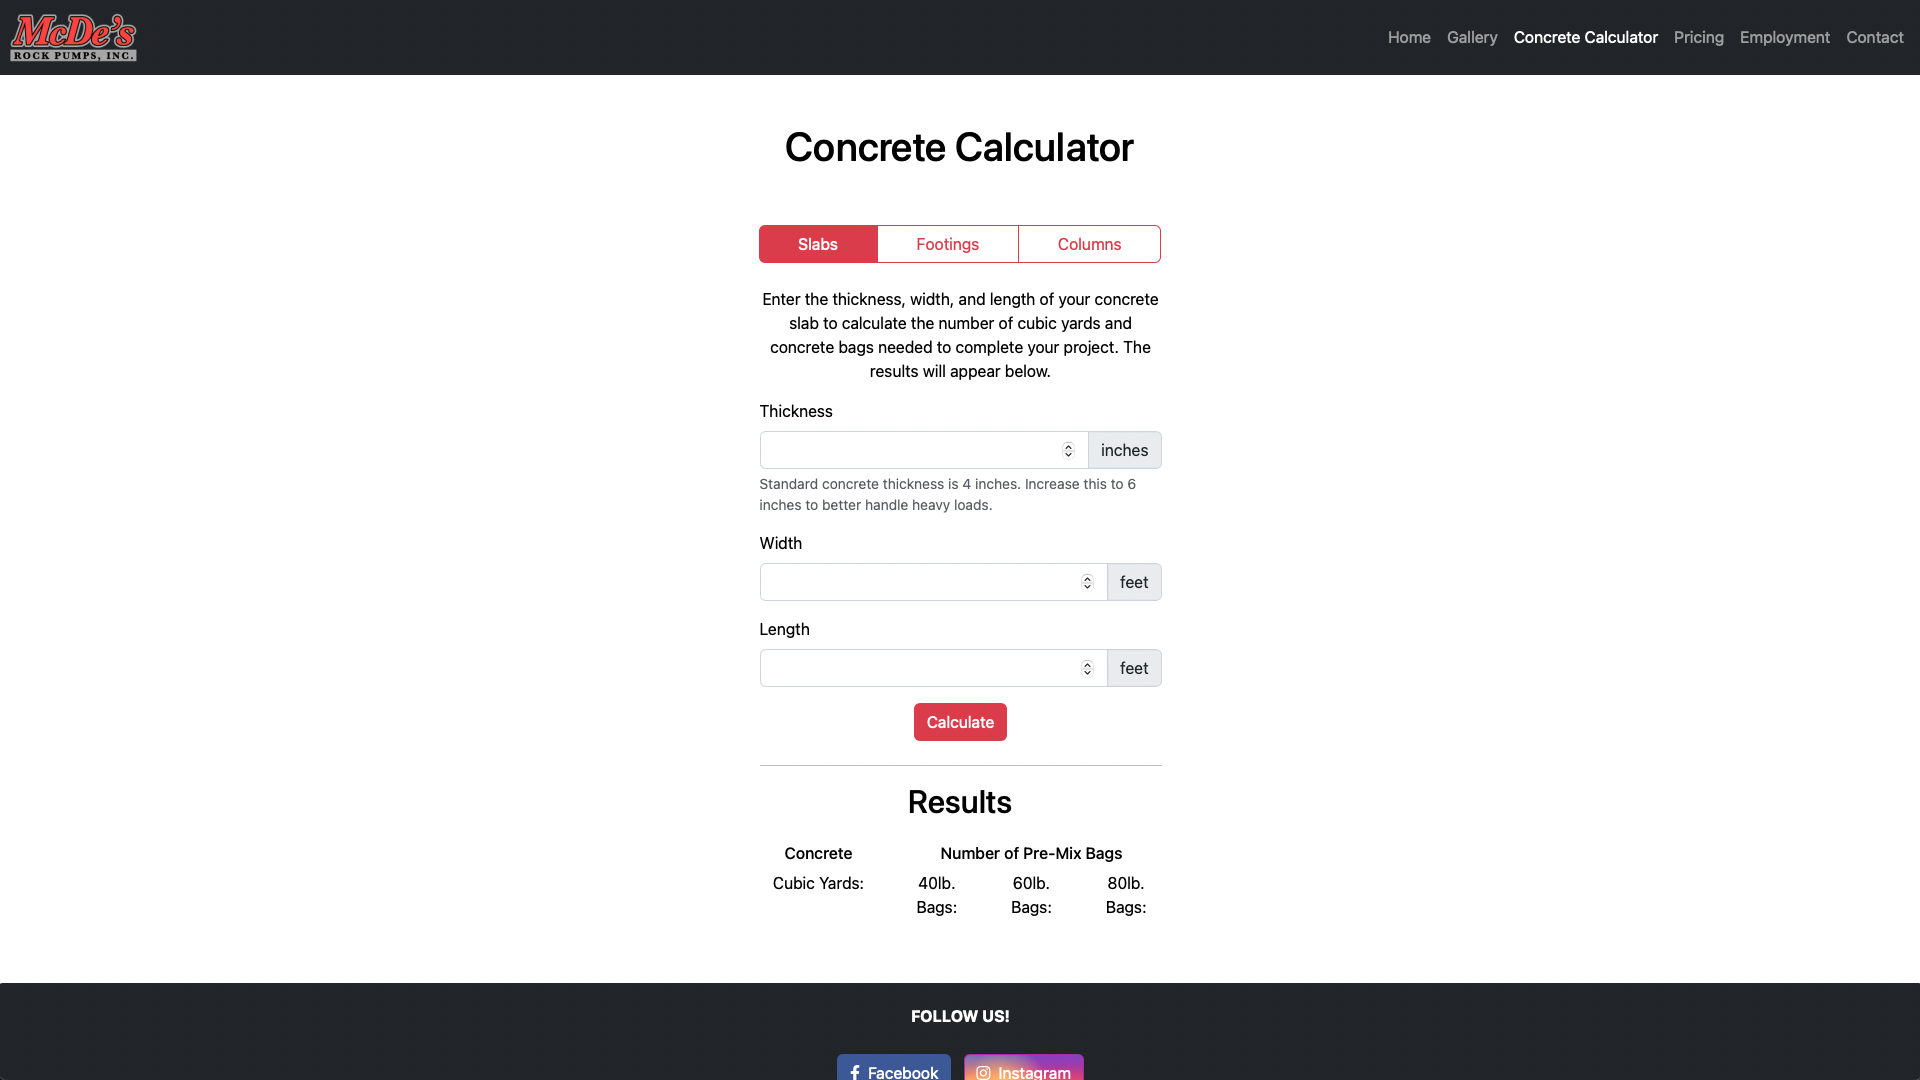 McDe's
ROCK PUMPS, INC.
Home Gallery Concrete Calculator Pricing Employment Contact
Concrete Calculator
Slabs Footings Columns
Enter the thickness, width, and length of your concrete
slab to calculate the number of cubic yards and
concrete bags needed to complete your project. The
results will appear below.
Thickness
inches
Standard concrete thickness is 4 inches. Increase this to 6
inches to better handle heavy loads.
Width
feet
Length
feet
Calculate
Results
Concrete Number of Pre-Mix Bags
Cubic Yards: 40lb. 60lb. 80lb.
Bags: Bags: Bags:
FOLLOW US!
Facebook Instagram